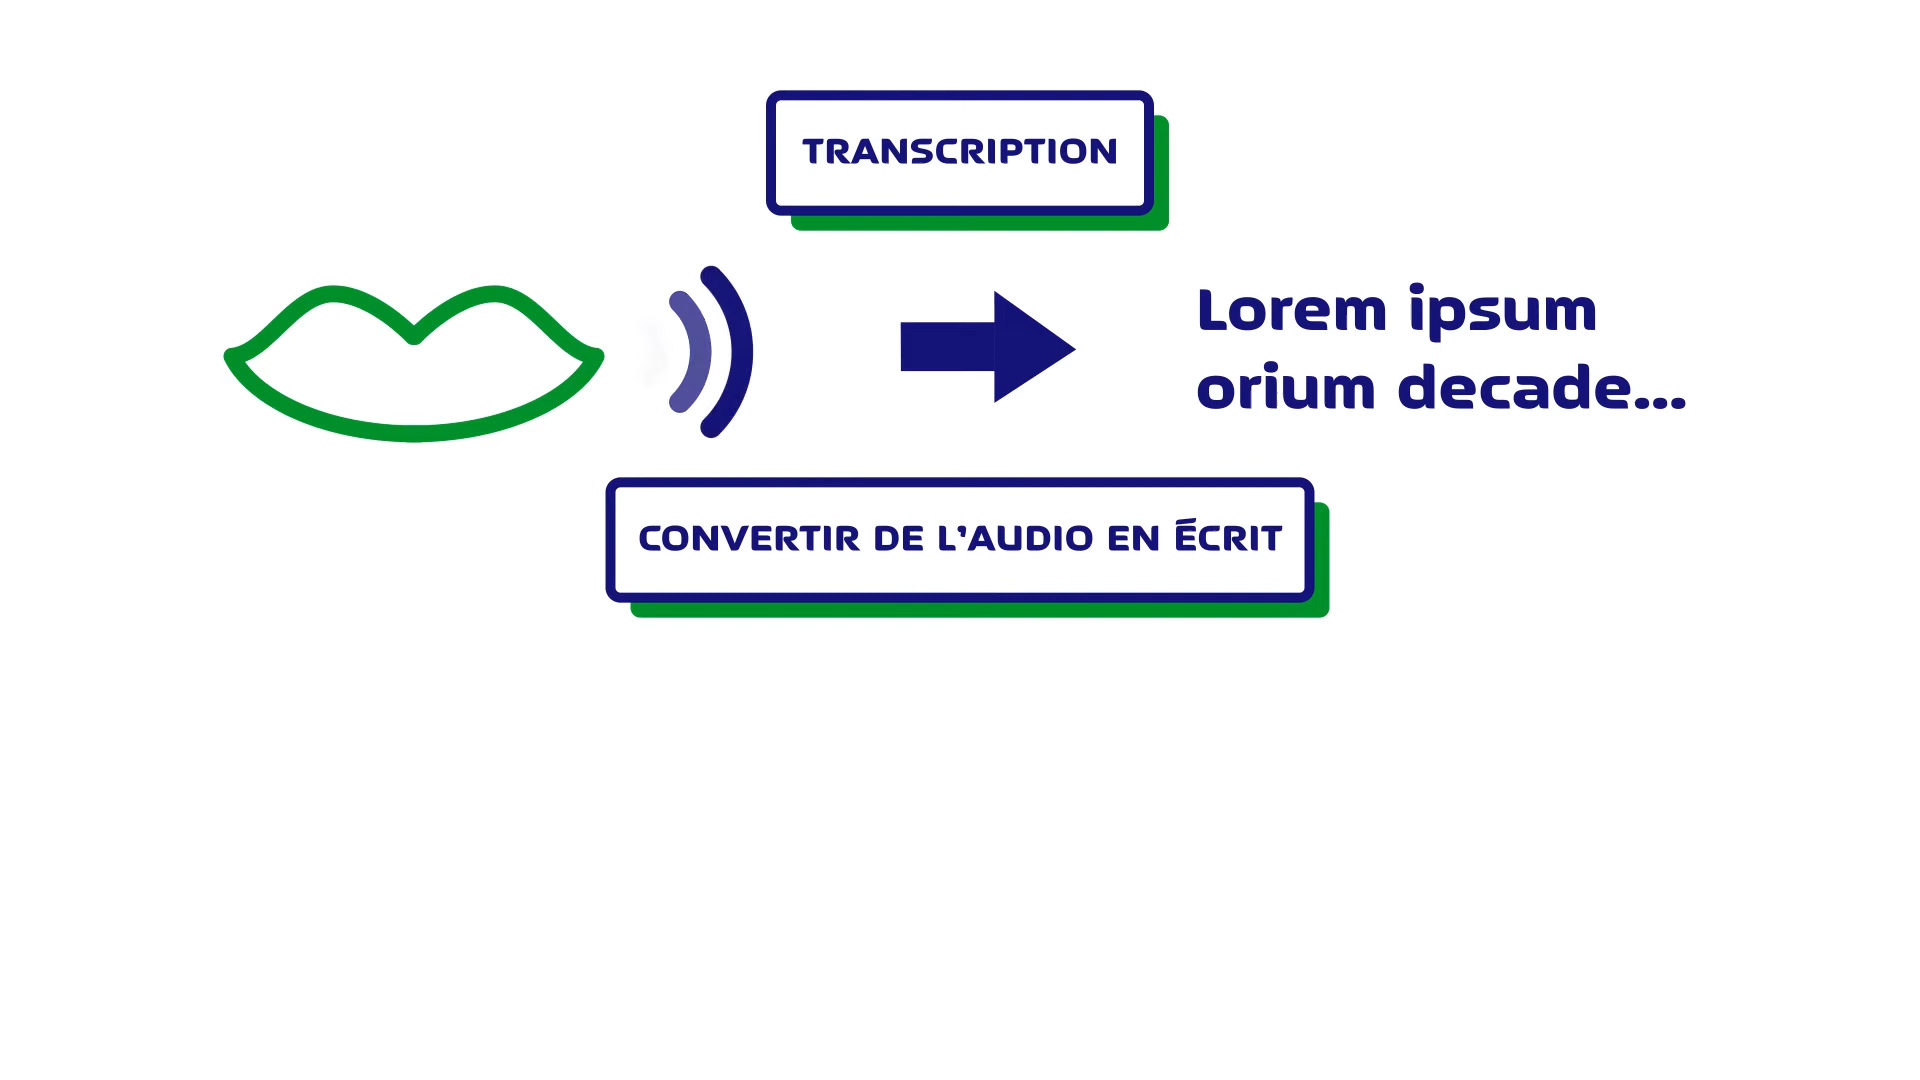 TRANSCRIPTION
Lorem ipsum
orium decade...
CONVERTIR DE L'AUDIO EN ÉCRIT